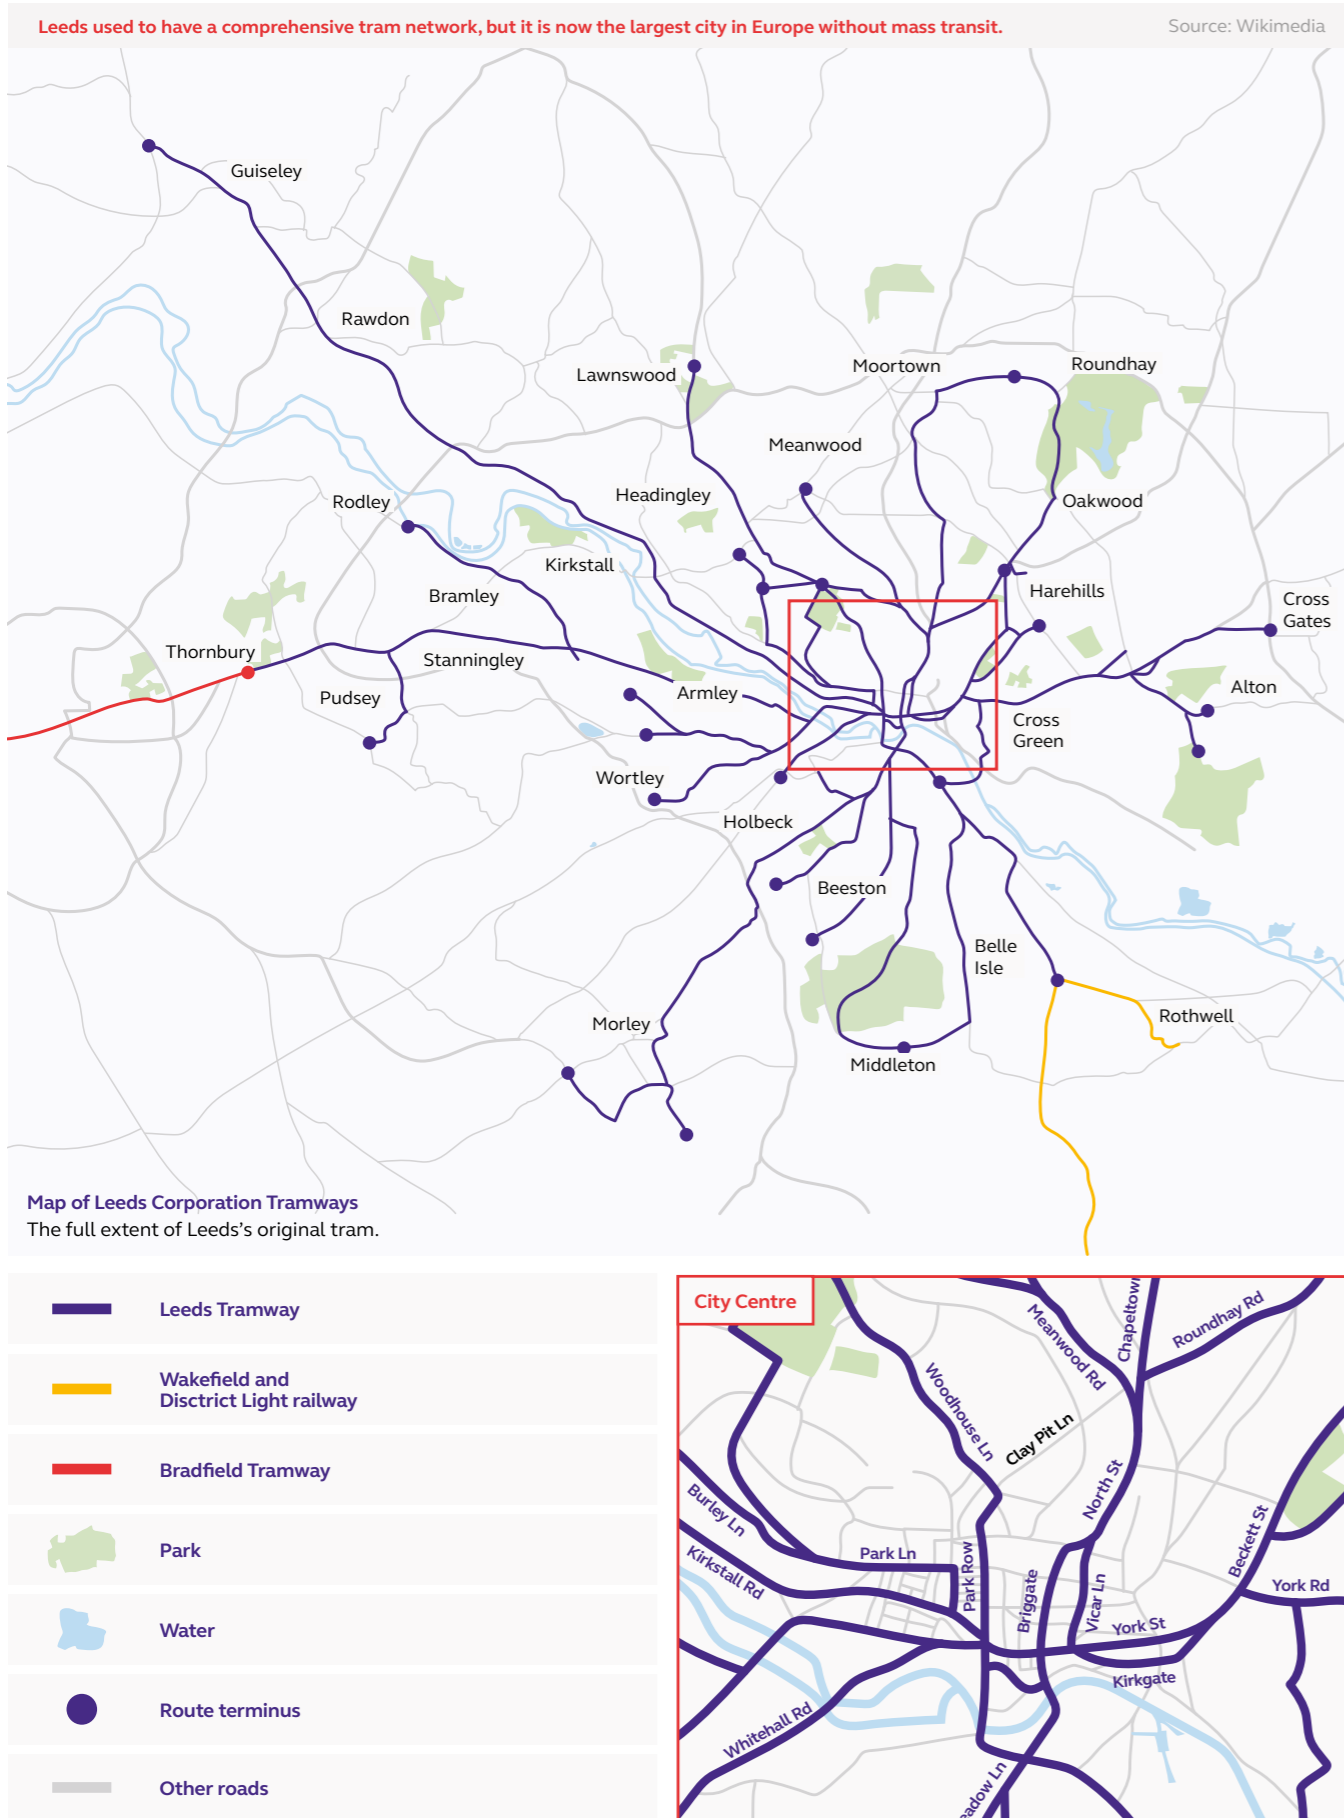 Leeds used to have a comprehensive tram network, but it is now the largest city in Europe without mass transit.
Source: Wikimedia
Guiseley
Rawdon
Lawnswood
Moortown
Roundhay
Meanwood
Headingley
Rodley
Oakwood
Kirkstall
Bramley
Harehills
Cross
Gates
Thornbury
Stanningley
Pudsey
Armley
Alton
Cross
Green
Wortley
Holbeck
Beeston
Belle
Isle
Morley
Rothwell
Middleton
Map of Leeds Corporation Tramways
The full extent of Leeds’s original tram.
Leeds Tramway
Wakefield and
Disctrict Light railway
Bradfield Tramway
Park
Water
Route terminus
Other roads
City Centre
Meanwood Rd
Chapeltown
Roundhay Rd
Woodhouse Ln
Clay Pit Ln
North St
Burley Ln
Kirkstall Rd
Park Ln
Park Row
Briggate
Vicar Ln
Beckett St
York Rd
York St
Kirkgate
Whitehall Rd
eadow Ln